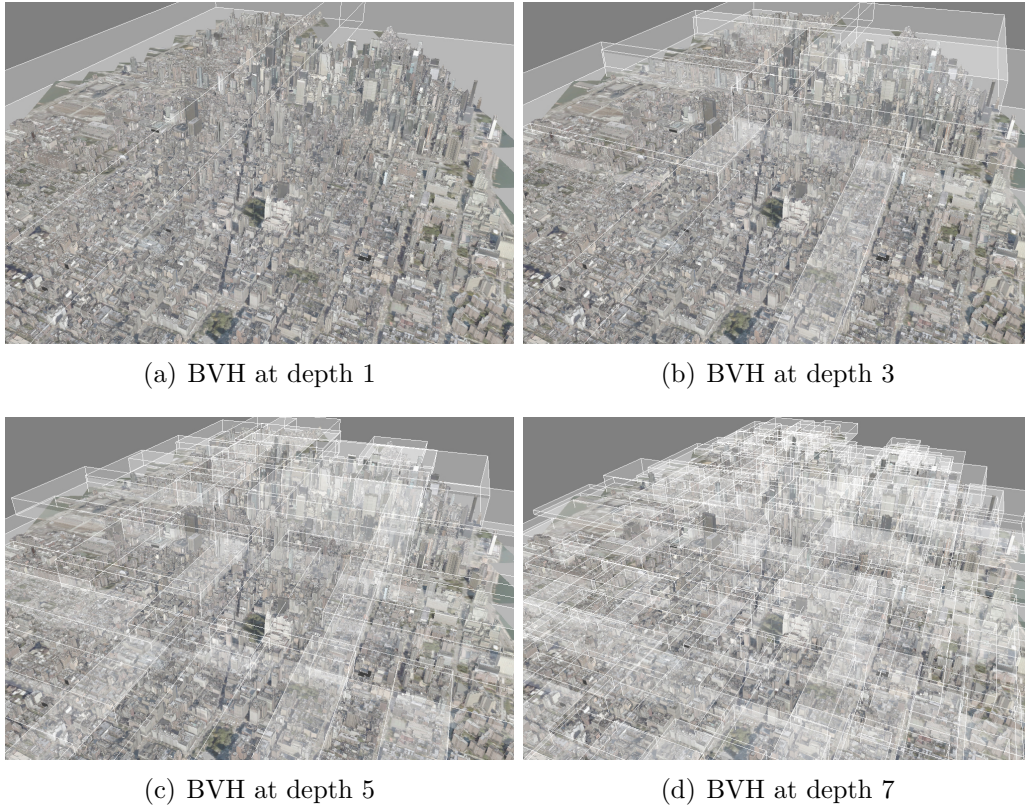 (a) BVH at depth 1
(b) BVH at depth 3
(c) BVH at depth 5
(d) BVH at depth 7